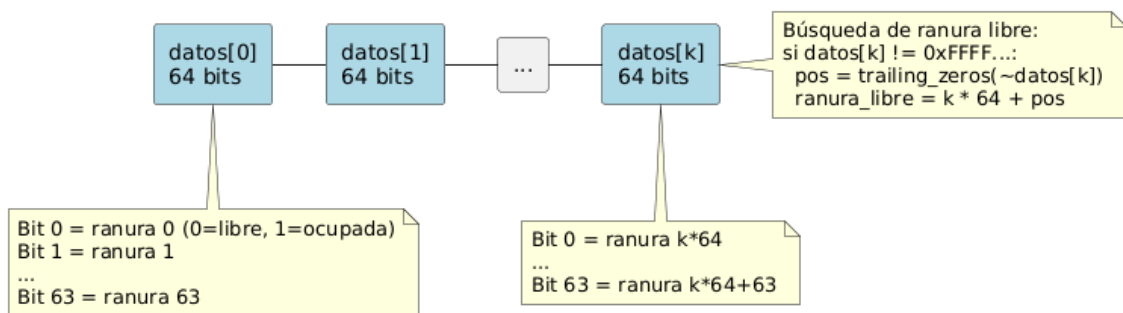 datos[0]
64 bits
datos[1]
64 bits
...
datos[k]
64 bits
Búsqueda de ranura libre:
si datos[k] != 0xFFFF...:
pos = trailing_zeros(~datos[k])
ranura_libre = k * 64 + pos
Bit 0 = ranura 0 (0=libre, 1=ocupada)
Bit 1 = ranura 1
...
Bit 63 = ranura 63
Bit 0 = ranura k*64
...
Bit 63 = ranura k*64+63